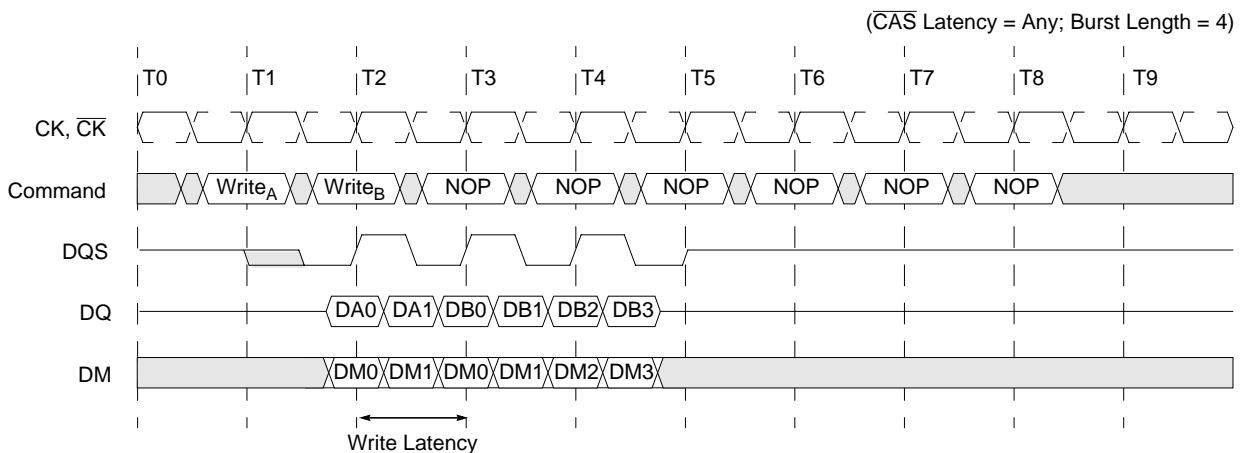 (C̅A̅S̅ Latency = Any; Burst Length = 4)
T0 T1 T2 T3 T4 T5 T6 T7 T8 T9
CK, C̅K̅
Command WriteA WriteB NOP NOP NOP NOP NOP NOP
DQS
DQ DA0 DA1 DB0 DB1 DB2 DB3
DM DM0 DM1 DM0 DM1 DM2 DM3
Write Latency